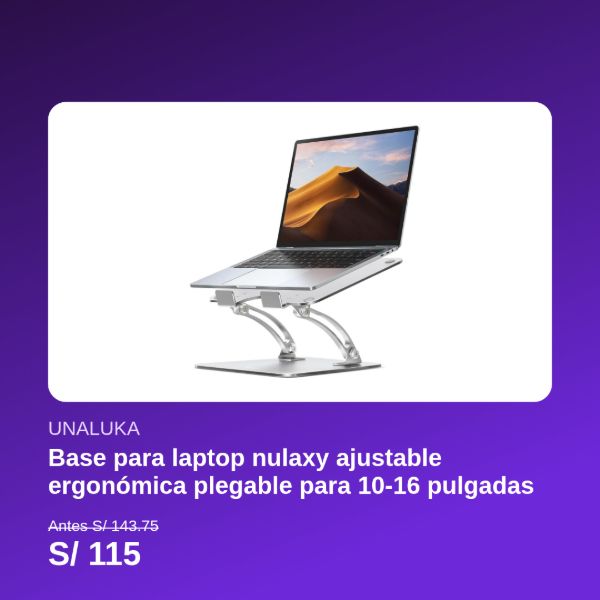 UNALUKA
Base para laptop nulaxy ajustable
ergonómica plegable para 10-16 pulgadas
Antes S/ 143.75
S/ 115